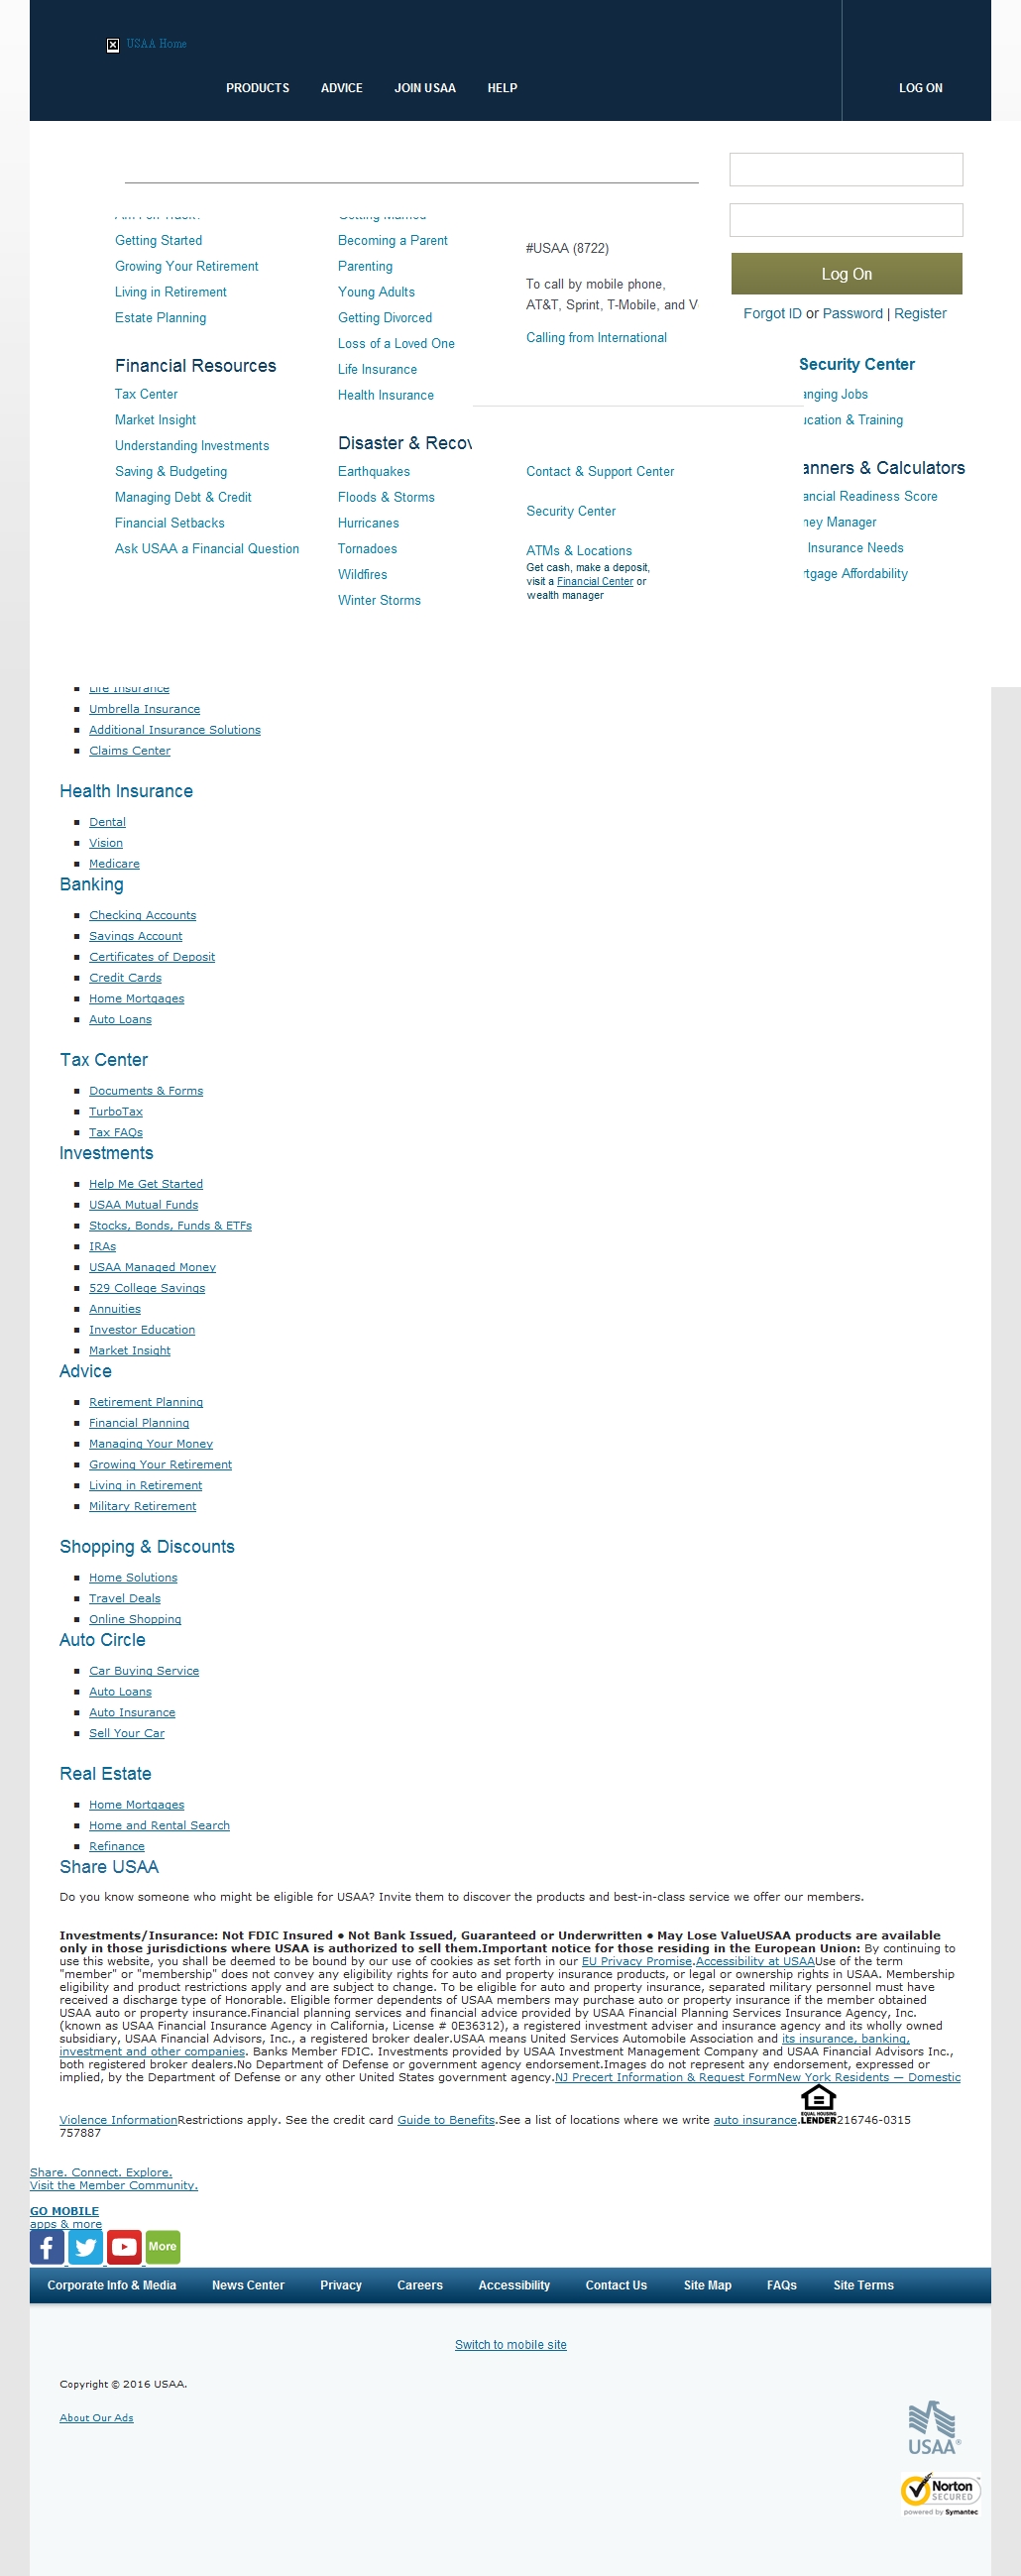 USAA Home
PRODUCTS ADVICE JOIN USAA HELP LOG ON
Log On
Forgot ID or Password | Register
Getting Started
Growing Your Retirement
Living in Retirement
Estate Planning
Financial Resources
Tax Center
Market Insight
Understanding Investments
Saving & Budgeting
Managing Debt & Credit
Financial Setbacks
Ask USAA a Financial Question
Getting Married
Becoming a Parent
Parenting
Young Adults
Getting Divorced
Loss of a Loved One
Life Insurance
Health Insurance
Disaster & Recov
Earthquakes
Floods & Storms
Hurricanes
Tornadoes
Wildfires
Winter Storms
#USAA (8722)
To call by mobile phone,
AT&T, Sprint, T-Mobile, and V
Calling from International
Contact & Support Center
Security Center
ATMs & Locations
Get cash, make a deposit,
visit a Financial Center or
wealth manager
Security Center
anging Jobs
ucation & Training
anners & Calculators
ancial Readiness Score
ney Manager
Insurance Needs
rtgage Affordability
Life Insurance
Umbrella Insurance
Additional Insurance Solutions
Claims Center
Health Insurance
Dental
Vision
Medicare
Banking
Checking Accounts
Savings Account
Certificates of Deposit
Credit Cards
Home Mortgages
Auto Loans
Tax Center
Documents & Forms
TurboTax
Tax FAQs
Investments
Help Me Get Started
USAA Mutual Funds
Stocks, Bonds, Funds & ETFs
IRAs
USAA Managed Money
529 College Savings
Annuities
Investor Education
Market Insight
Advice
Retirement Planning
Financial Planning
Managing Your Money
Growing Your Retirement
Living in Retirement
Military Retirement
Shopping & Discounts
Home Solutions
Travel Deals
Online Shopping
Auto Circle
Car Buying Service
Auto Loans
Auto Insurance
Sell Your Car
Real Estate
Home Mortgages
Home and Rental Search
Refinance
Share USAA
Do you know someone who might be eligible for USAA? Invite them to discover the products and best-in-class service we offer our members.
Investments/Insurance: Not FDIC Insured ● Not Bank Issued, Guaranteed or Underwritten ● May Lose ValueUSAA products are available
only in those jurisdictions where USAA is authorized to sell them.Important notice for those residing in the European Union: By continuing to
use this website, you shall be deemed to be bound by our use of cookies as set forth in our EU Privacy Promise.Accessibility at USAAUse of the term
"member" or "membership" does not convey any eligibility rights for auto and property insurance products, or legal or ownership rights in USAA. Membership
eligibility and product restrictions apply and are subject to change. To be eligible for auto and property insurance, separated military personnel must have
received a discharge type of Honorable. Eligible former dependents of USAA members may purchase auto or property insurance if the member obtained
USAA auto or property insurance.Financial planning services and financial advice provided by USAA Financial Planning Services Insurance Agency, Inc.
(known as USAA Financial Insurance Agency in California, License # 0E36312), a registered investment adviser and insurance agency and its wholly owned
subsidiary, USAA Financial Advisors, Inc., a registered broker dealer.USAA means United Services Automobile Association and its insurance, banking,
investment and other companies. Banks Member FDIC. Investments provided by USAA Investment Management Company and USAA Financial Advisors Inc.,
both registered broker dealers.No Department of Defense or government agency endorsement.Images do not represent any endorsement, expressed or
implied, by the Department of Defense or any other United States government agency.NJ Precert Information & Request FormNew York Residents — Domestic
Violence InformationRestrictions apply. See the credit card Guide to Benefits.See a list of locations where we write auto insurance. EQUAL HOUSING LENDER 216746-0315
757887
Share. Connect. Explore.
Visit the Member Community.
GO MOBILE
apps & more
More
Corporate Info & Media News Center Privacy Careers Accessibility Contact Us Site Map FAQs Site Terms
Switch to mobile site
Copyright © 2016 USAA.
About Our Ads
USAA®
Norton
SECURED
powered by Symantec